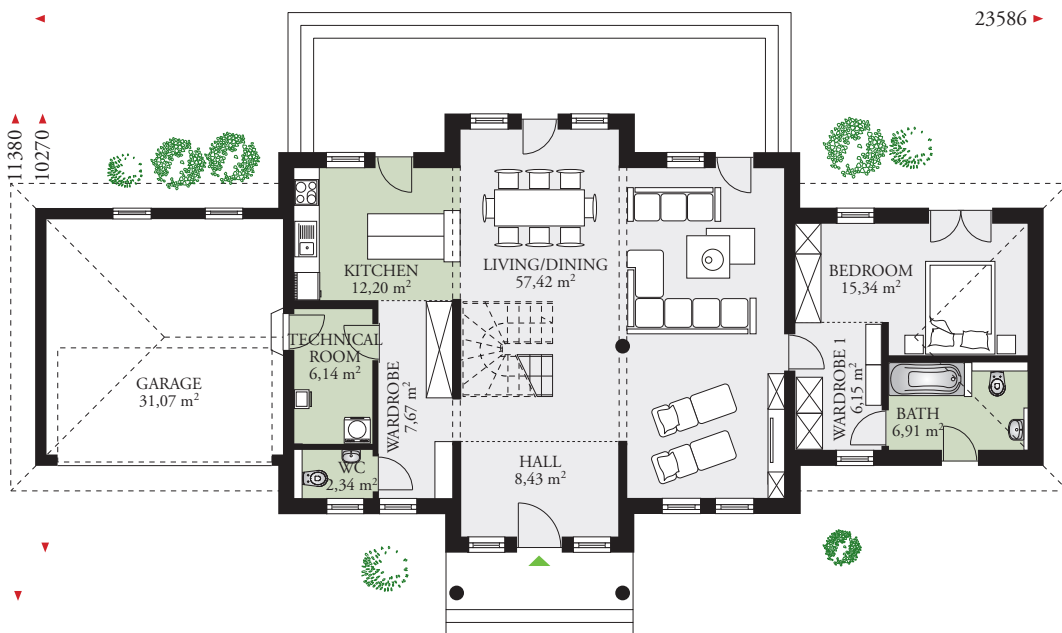 23586
11380
10270
KITCHEN
12,20 m²
LIVING/DINING
57,42 m²
BEDROOM
15,34 m²
TECHNICAL
ROOM
6,14 m²
GARAGE
31,07 m²
WARDROBE
7,67 m²
WARDROBE 1
6,15 m²
BATH
6,91 m²
WC
2,34 m²
HALL
8,43 m²